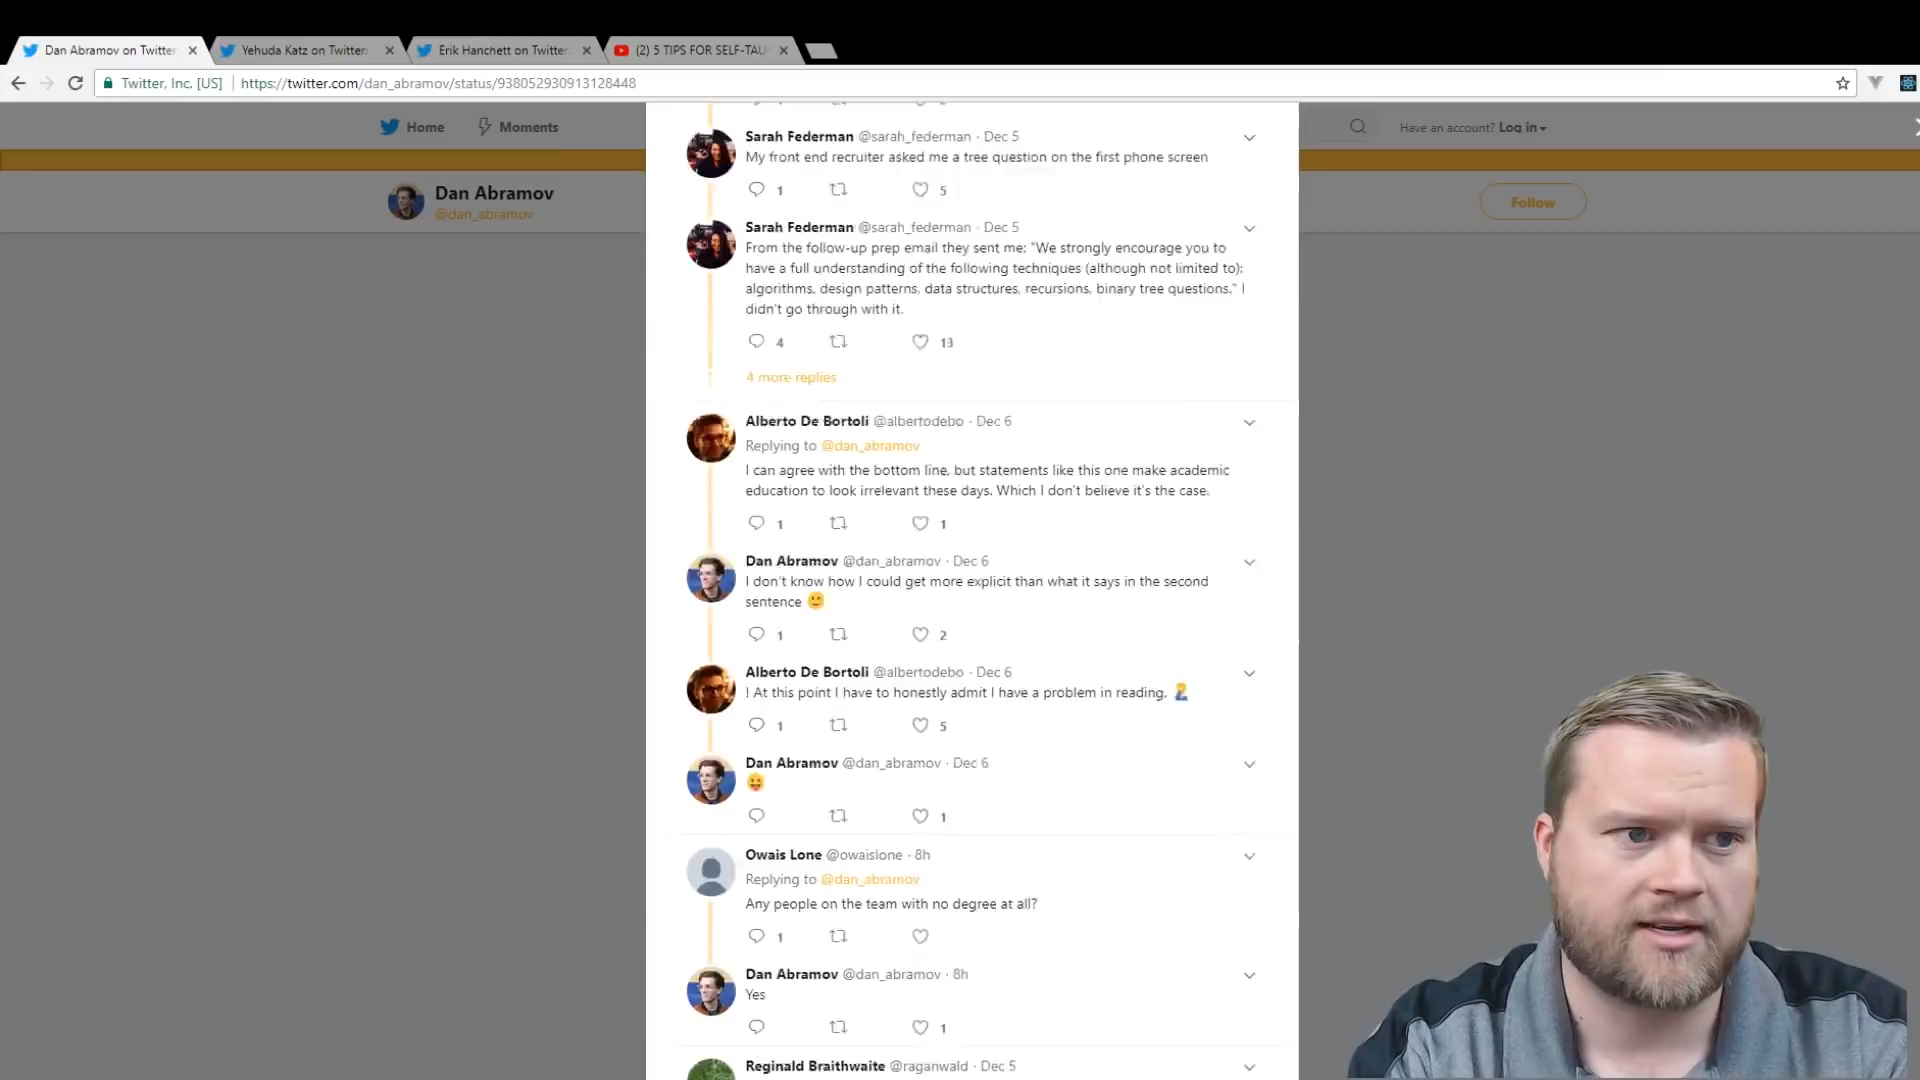 Dan Abramov on Twitter
Yehuda Katz on Twitter:
Erik Hanchett on Twitter:
(2) 5 TIPS FOR SELF-TAU
Twitter, Inc. [US]
https://twitter.com/dan_abramov/status/938052930913128448
Home
Moments
Have an account? Log in
Dan Abramov
@dan_abramov
Follow
Sarah Federman @sarah_federman · Dec 5
My front end recruiter asked me a tree question on the first phone screen
1
5
Sarah Federman @sarah_federman · Dec 5
From the follow-up prep email they sent me: "We strongly encourage you to
have a full understanding of the following techniques (although not limited to):
algorithms, design patterns, data structures, recursions, binary tree questions." I
didn't go through with it.
4
13
4 more replies
Alberto De Bortoli @albertodebo · Dec 6
Replying to @dan_abramov
I can agree with the bottom line, but statements like this one make academic
education to look irrelevant these days. Which I don't believe it's the case.
1
1
Dan Abramov @dan_abramov · Dec 6
I don't know how I could get more explicit than what it says in the second
sentence 🙂
1
2
Alberto De Bortoli @albertodebo · Dec 6
! At this point I have to honestly admit I have a problem in reading. 🤦‍♂️
1
5
Dan Abramov @dan_abramov · Dec 6
😝
1
Owais Lone @owaislone · 8h
Replying to @dan_abramov
Any people on the team with no degree at all?
1
Dan Abramov @dan_abramov · 8h
Yes
1
Reginald Braithwaite @raganwald · Dec 5